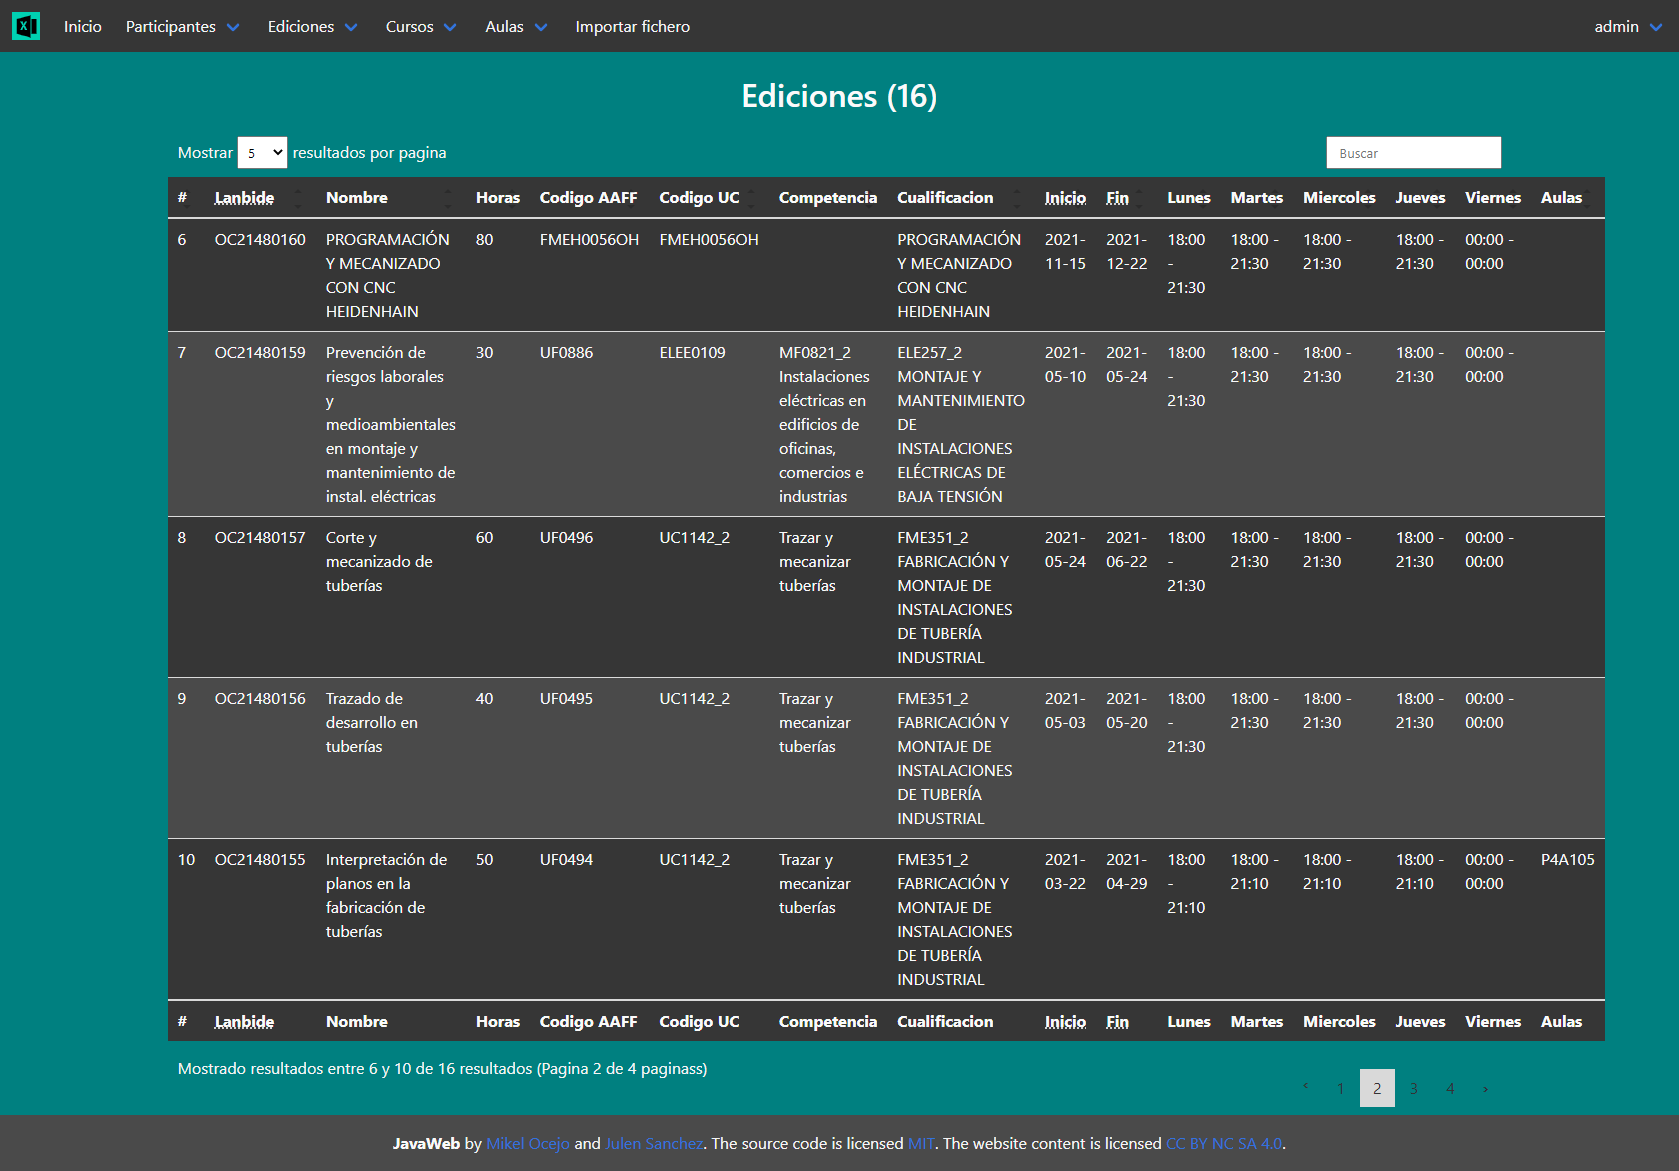 Inicio Participantes Ediciones Cursos Aulas Importar fichero admin
Ediciones (16)
Mostrar 5 resultados por pagina Buscar
# Lanbide Nombre Horas Codigo AAFF Codigo UC Competencia Cualificacion Inicio Fin Lunes Martes Miercoles Jueves Viernes Aulas
6 OC21480160 PROGRAMACIÓN 80 FMEH0056OH FMEH0056OH PROGRAMACIÓN 2021- 2021- 18:00 18:00 - 18:00 - 18:00 - 00:00 -
Y MECANIZADO Y MECANIZADO 11-15 12-22 - 21:30 21:30 21:30 00:00
CON CNC CON CNC 21:30
HEIDENHAIN HEIDENHAIN
7 OC21480159 Prevención de 30 UF0886 ELEE0109 MF0821_2 ELE257_2 2021- 2021- 18:00 18:00 - 18:00 - 18:00 - 00:00 -
riesgos laborales Instalaciones MONTAJE Y 05-10 05-24 - 21:30 21:30 21:30 00:00
y eléctricas en MANTENIMIENTO 21:30
medioambientales edificios de DE
en montaje y oficinas, INSTALACIONES
mantenimiento de comercios e ELÉCTRICAS DE
instal. eléctricas industrias BAJA TENSIÓN
8 OC21480157 Corte y 60 UF0496 UC1142_2 Trazar y FME351_2 2021- 2021- 18:00 18:00 - 18:00 - 18:00 - 00:00 -
mecanizado de mecanizar FABRICACIÓN Y 05-24 06-22 - 21:30 21:30 21:30 00:00
tuberías tuberías MONTAJE DE 21:30
INSTALACIONES
DE TUBERÍA
INDUSTRIAL
9 OC21480156 Trazado de 40 UF0495 UC1142_2 Trazar y FME351_2 2021- 2021- 18:00 18:00 - 18:00 - 18:00 - 00:00 -
desarrollo en mecanizar FABRICACIÓN Y 05-03 05-20 - 21:30 21:30 21:30 00:00
tuberías tuberías MONTAJE DE 21:30
INSTALACIONES
DE TUBERÍA
INDUSTRIAL
10 OC21480155 Interpretación de 50 UF0494 UC1142_2 Trazar y FME351_2 2021- 2021- 18:00 18:00 - 18:00 - 18:00 - 00:00 - P4A105
planos en la mecanizar FABRICACIÓN Y 03-22 04-29 - 21:10 21:10 21:10 00:00
fabricación de tuberías MONTAJE DE 21:10
tuberías INSTALACIONES
DE TUBERÍA
INDUSTRIAL
# Lanbide Nombre Horas Codigo AAFF Codigo UC Competencia Cualificacion Inicio Fin Lunes Martes Miercoles Jueves Viernes Aulas
Mostrado resultados entre 6 y 10 de 16 resultados (Pagina 2 de 4 paginass)
‹ 1 2 3 4 ›
JavaWeb by Mikel Ocejo and Julen Sanchez. The source code is licensed MIT. The website content is licensed CC BY NC SA 4.0.